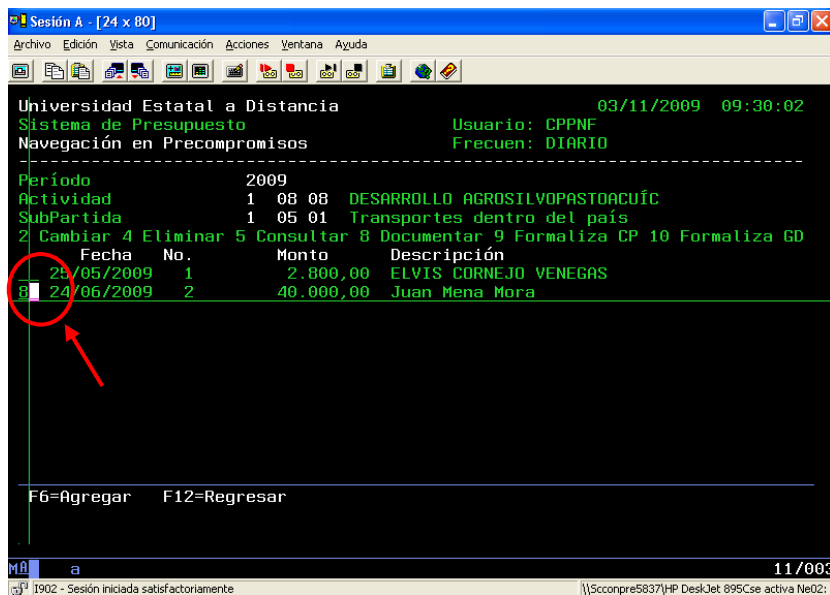 Sesión A - [24 x 80]
Archivo Edición Vista Comunicación Acciones Ventana Ayuda
Universidad Estatal a Distancia 03/11/2009 09:30:02
Sistema de Presupuesto Usuario: CPPNF
Navegación en Precompromisos Frecuen: DIARIO
Período 2009
Actividad 1 08 08 DESARROLLO AGROSILVOPASTOACUÍC
SubPartida 1 05 01 Transportes dentro del país
2 Cambiar 4 Eliminar 5 Consultar 8 Documentar 9 Formaliza CP 10 Formaliza GD
Fecha No. Monto Descripción
25/05/2009 1 2.800,00 ELVIS CORNEJO VENEGAS
8 24/06/2009 2 40.000,00 Juan Mena Mora
F6=Agregar F12=Regresar
MA a 11/003
I902 - Sesión iniciada satisfactoriamente \\Scconpre5837\HP DeskJet 895Cse activa Ne02: